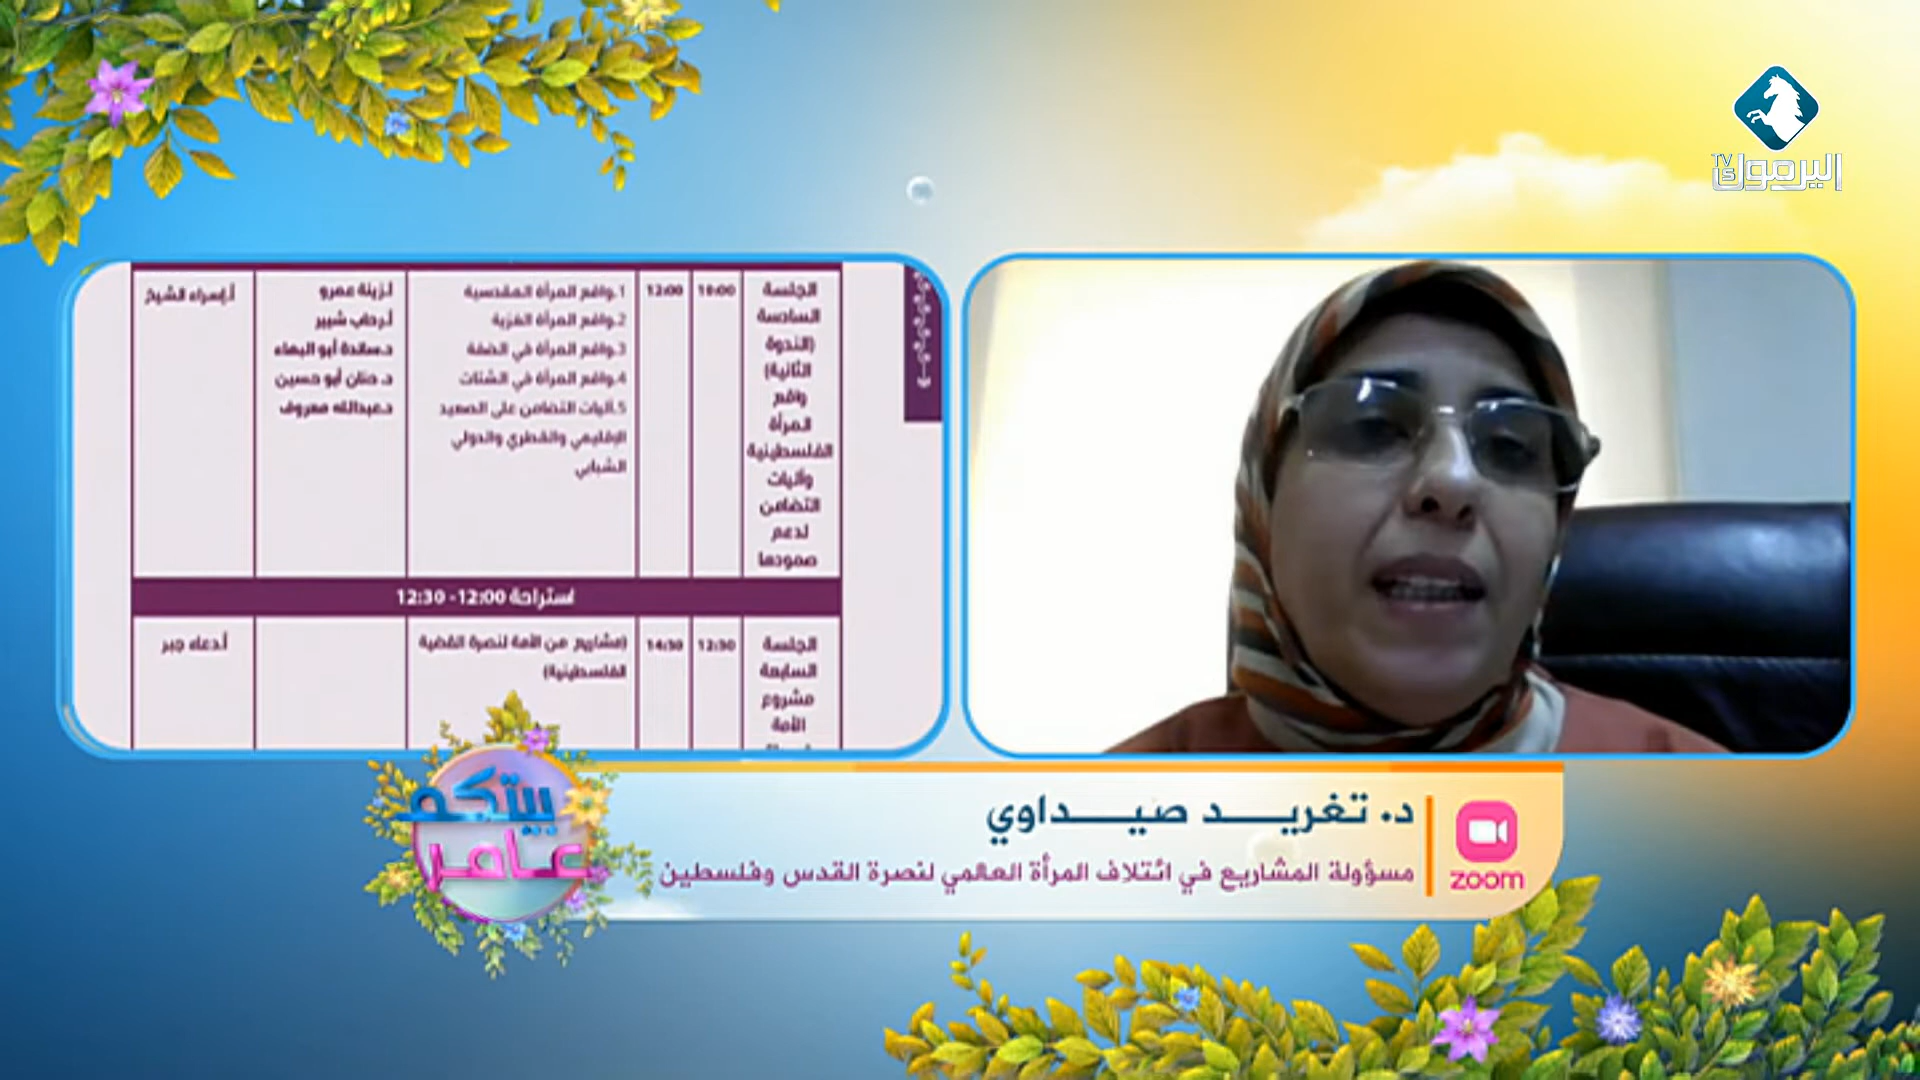 اليرموك
TV
الجلسة
السادسة
(الندوة
الثانية)
واقع
المرأة
الفلسطينية
وآليات
التضامن
لدعم
صمودها
10:00
12:00
1.واقع المرأة المقدسية
2.واقع المرأة الغزية
3.واقع المرأة في الضفة
4.واقع المرأة في الشتات
5.آليات التضامن على الصعيد
الإقليمي والقطري والدولي
الشبابي
أ.زينة عمرو
أ.رحاب شبير
د.ساندة أبو البهاء
د. حنان أبو حسين
د.عبدالله معروف
أ.إسراء الشيخ
استراحة 12:00 - 12:30
الجلسة
السابعة
مشروع
الأمة
12:30
14:30
(مشاريع من الأمة لنصرة القضية
الفلسطينية)
أ.دعاء جبر
بيتكم
عامر
د. تغريد صيداوي
مسؤولة المشاريع في ائتلاف المرأة العالمي لنصرة القدس وفلسطين
zoom